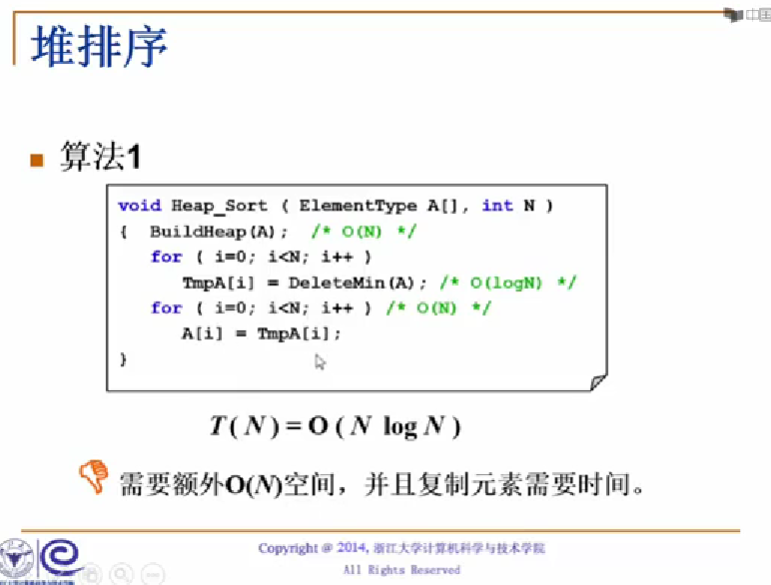 中国
堆排序
算法1
void Heap_Sort ( ElementType A[], int N )
{ BuildHeap(A); /* O(N) */
for ( i=0; i<N; i++ )
TmpA[i] = DeleteMin(A); /* O(logN) */
for ( i=0; i<N; i++ ) /* O(N) */
A[i] = TmpA[i];
}
T ( N ) = O ( N log N )
需要额外O(N)空间，并且复制元素需要时间。
Copyright @ 2014, 浙江大学计算机科学与技术学院
All Rights Reserved